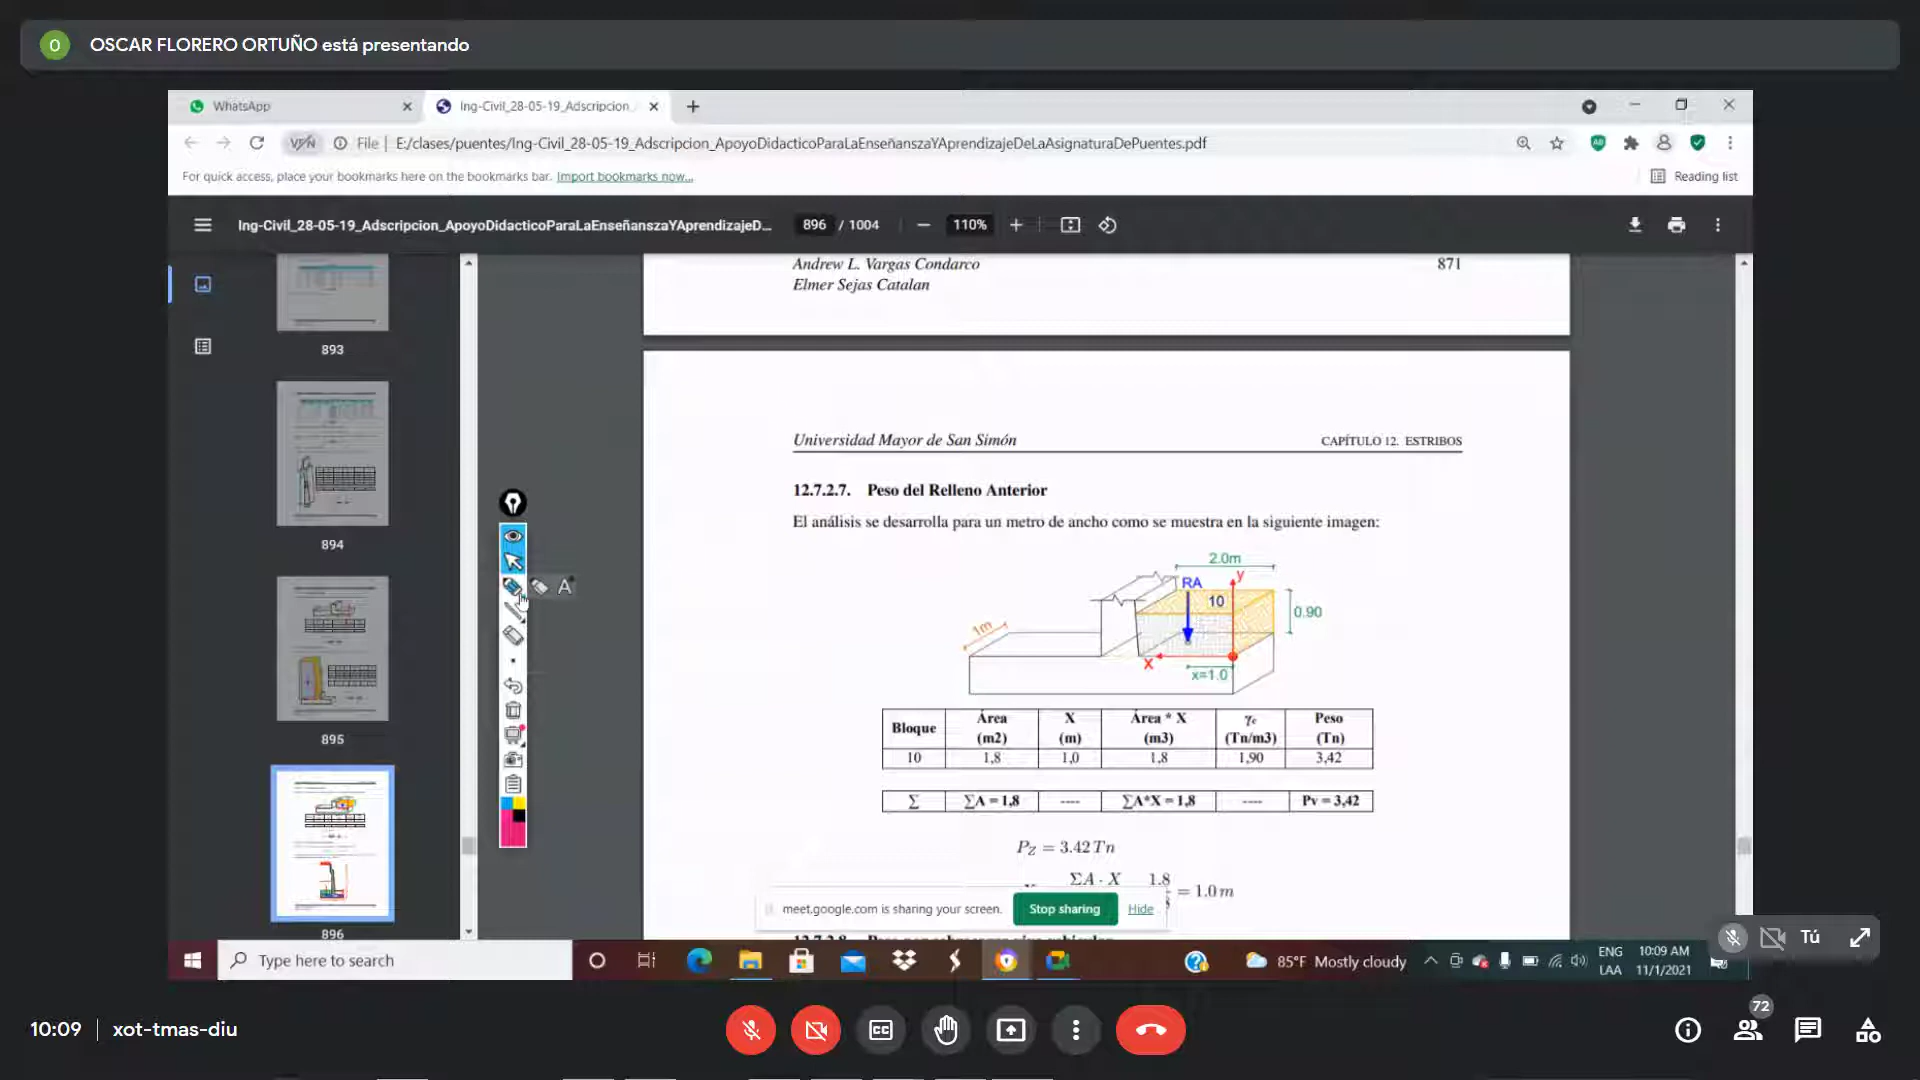 O OSCAR FLORERO ORTUÑO está presentando
WhatsApp
Ing-Civil_28-05-19_Adscripcion
VPN File E:/clases/puentes/Ing-Civil_28-05-19_Adscripcion_ApoyoDidacticoParaLaEnseñanszaYAprendizajeDeLaAsignaturaDePuentes.pdf
For quick access, place your bookmarks here on the bookmarks bar. Import bookmarks now...
Reading list
Ing-Civil_28-05-19_Adscripcion_ApoyoDidacticoParaLaEnseñanszaYAprendizajeD...
896 / 1004
110%
893
894
895
896
Andrew L. Vargas Condarco 871
Elmer Sejas Catalan
Universidad Mayor de San Simón CAPÍTULO 12. ESTRIBOS
12.7.2.7. Peso del Relleno Anterior
El análisis se desarrolla para un metro de ancho como se muestra en la siguiente imagen:
2.0m
RA
y
10
0.90
1m
X
x=1.0
A
Bloque Área (m2) X (m) Área * X (m3) γc (Tn/m3) Peso (Tn)
10 1,8 1,0 1,8 1,90 3,42
∑ ∑A = 1,8 ---- ∑A*X = 1,8 ---- Pv = 3,42
PZ = 3.42 Tn
ΣA · X 1.8
= 1.0 m
meet.google.com is sharing your screen.
Stop sharing
Hide
Tú
Type here to search
85°F Mostly cloudy
ENG
LAA
10:09 AM
11/1/2021
10:09 | xot-tmas-diu
CC
72